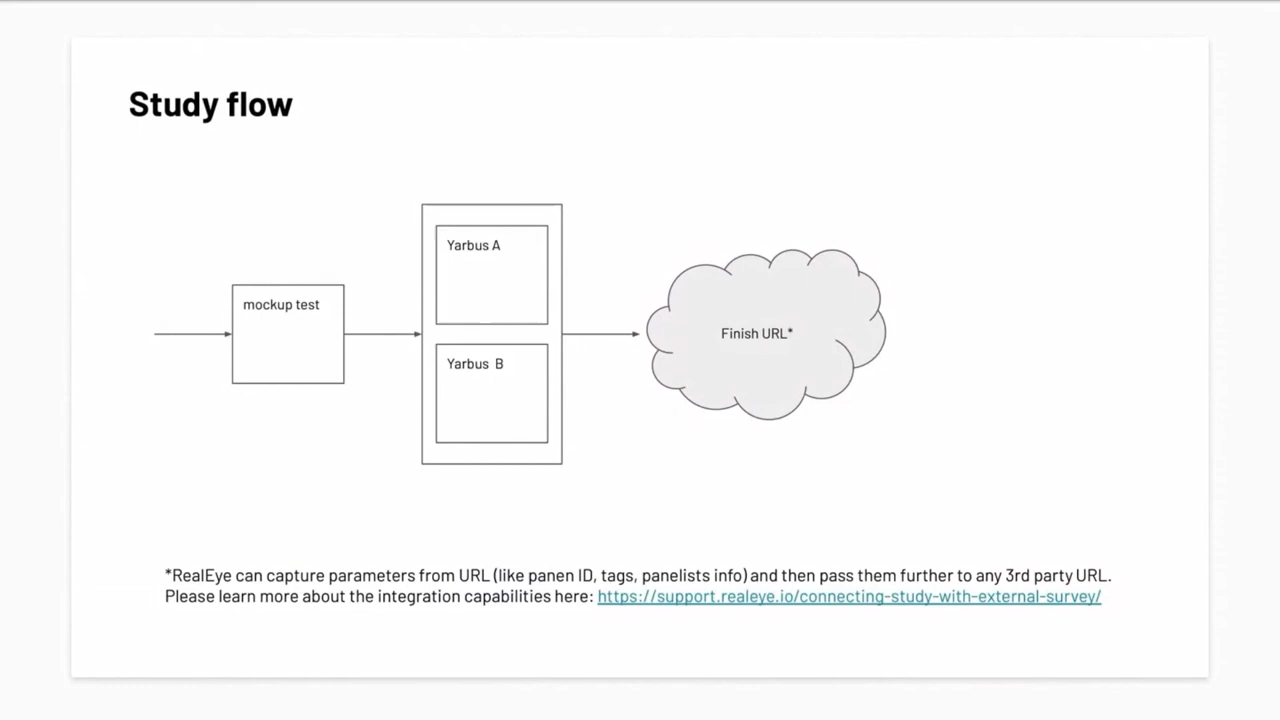 Study flow
mockup test
Yarbus A
Yarbus B
Finish URL*
*RealEye can capture parameters from URL (like panen ID, tags, panelists info) and then pass them further to any 3rd party URL.
Please learn more about the integration capabilities here: https://support.realeye.io/connecting-study-with-external-survey/